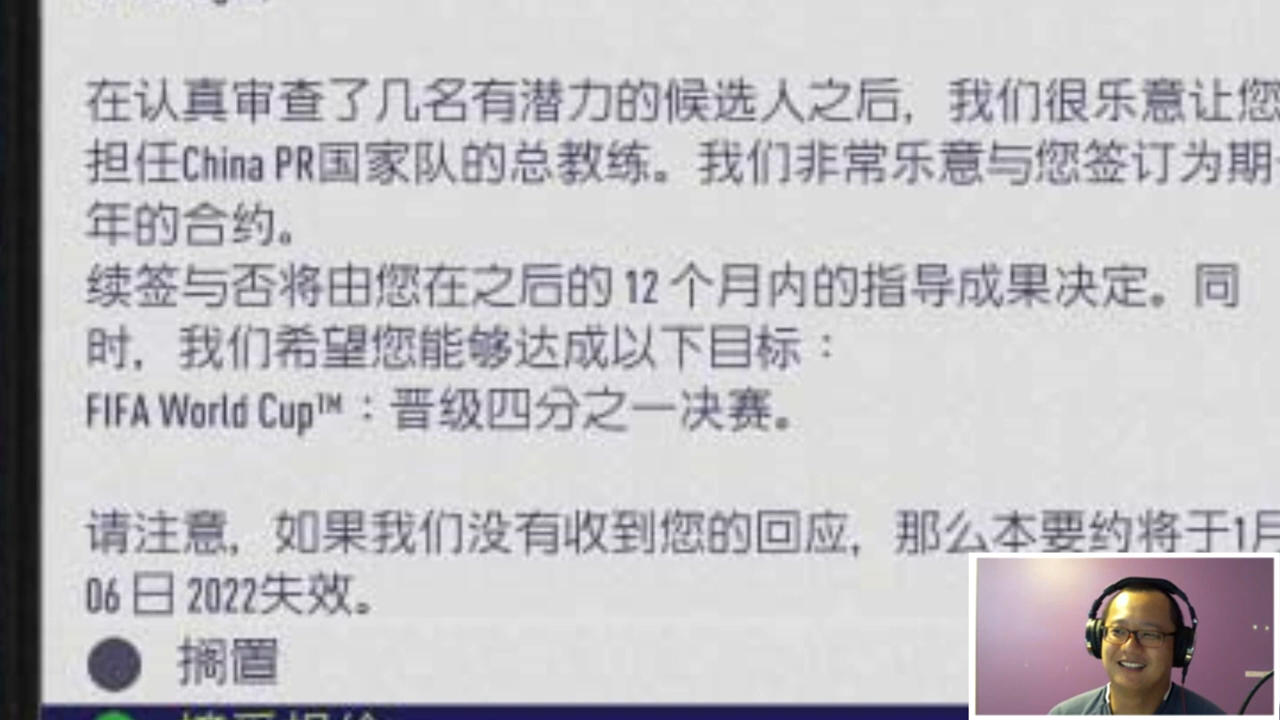 在认真审查了几名有潜力的候选人之后，我们很乐意让您
担任China PR国家队的总教练。我们非常乐意与您签订为期
年的合约。
续签与否将由您在之后的 12 个月内的指导成果决定。同
时，我们希望您能够达成以下目标：
FIFA World Cup™：晋级四分之一决赛。
请注意，如果我们没有收到您的回应，那么本要约将于1月
06 日 2022失效。
搁置